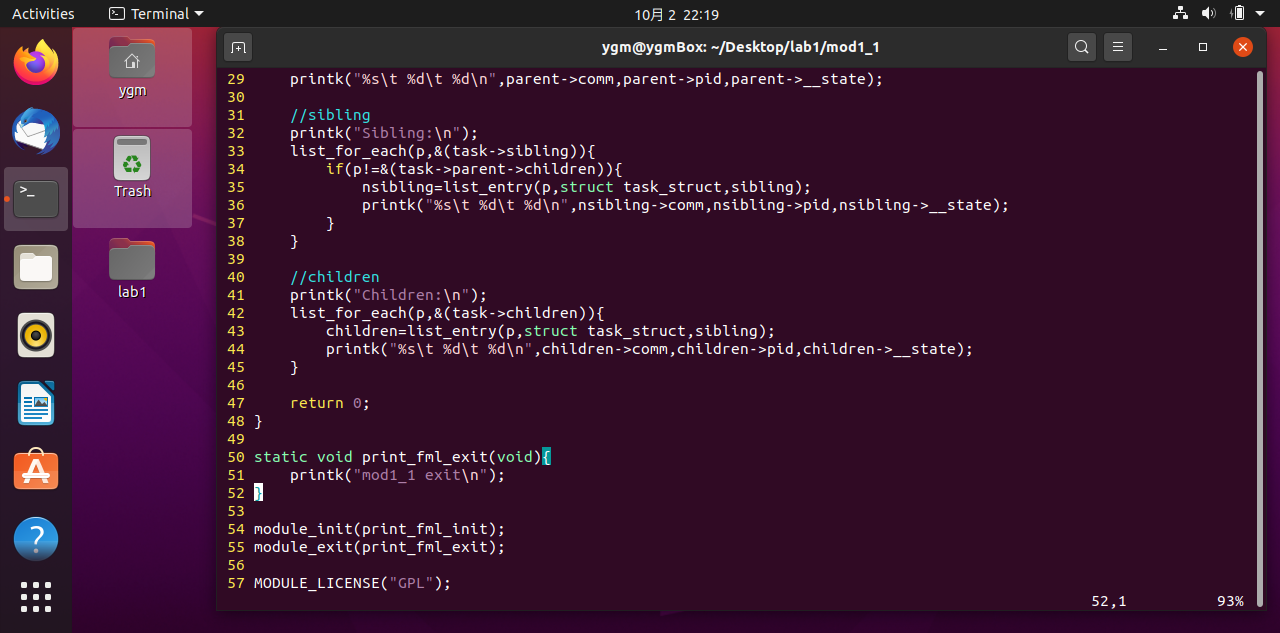 Activities
Terminal
10月 2 22:19
ygm@ygmBox: ~/Desktop/lab1/mod1_1
ygm
Trash
lab1
29     printk("%s\t %d\t %d\n",parent->comm,parent->pid,parent->__state);
30
31     //sibling
32     printk("Sibling:\n");
33     list_for_each(p,&(task->sibling)){
34         if(p!=&(task->parent->children)){
35             nsibling=list_entry(p,struct task_struct,sibling);
36             printk("%s\t %d\t %d\n",nsibling->comm,nsibling->pid,nsibling->__state);
37         }
38     }
39
40     //children
41     printk("Children:\n");
42     list_for_each(p,&(task->children)){
43         children=list_entry(p,struct task_struct,sibling);
44         printk("%s\t %d\t %d\n",children->comm,children->pid,children->__state);
45     }
46
47     return 0;
48 }
49
50 static void print_fml_exit(void){
51     printk("mod1_1 exit\n");
52 }
53
54 module_init(print_fml_init);
55 module_exit(print_fml_exit);
56
57 MODULE_LICENSE("GPL");
52,1 93%